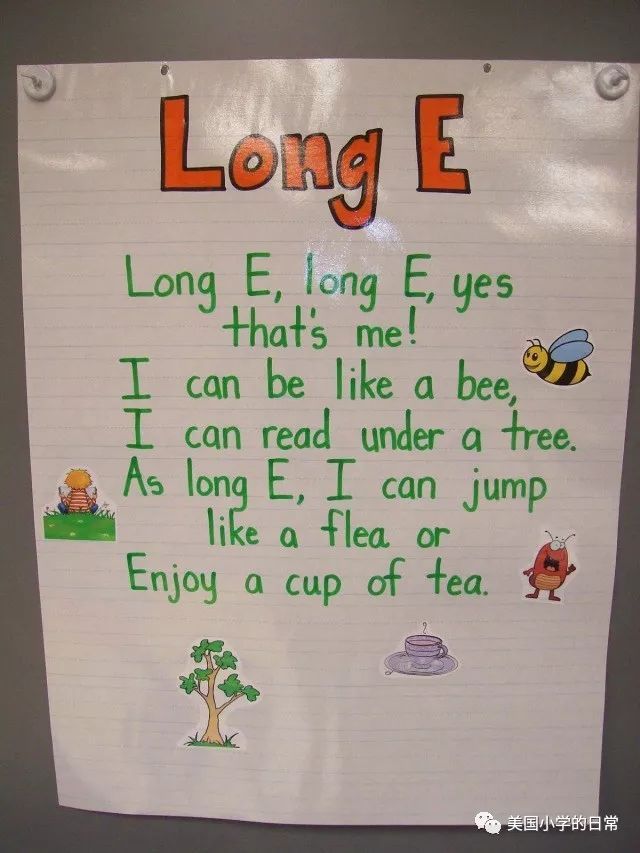 Long E
Long E, long E, yes
that's me!
I can be like a bee,
I can read under a tree.
As long E, I can jump
like a flea or
Enjoy a cup of tea.
美国小学的日常